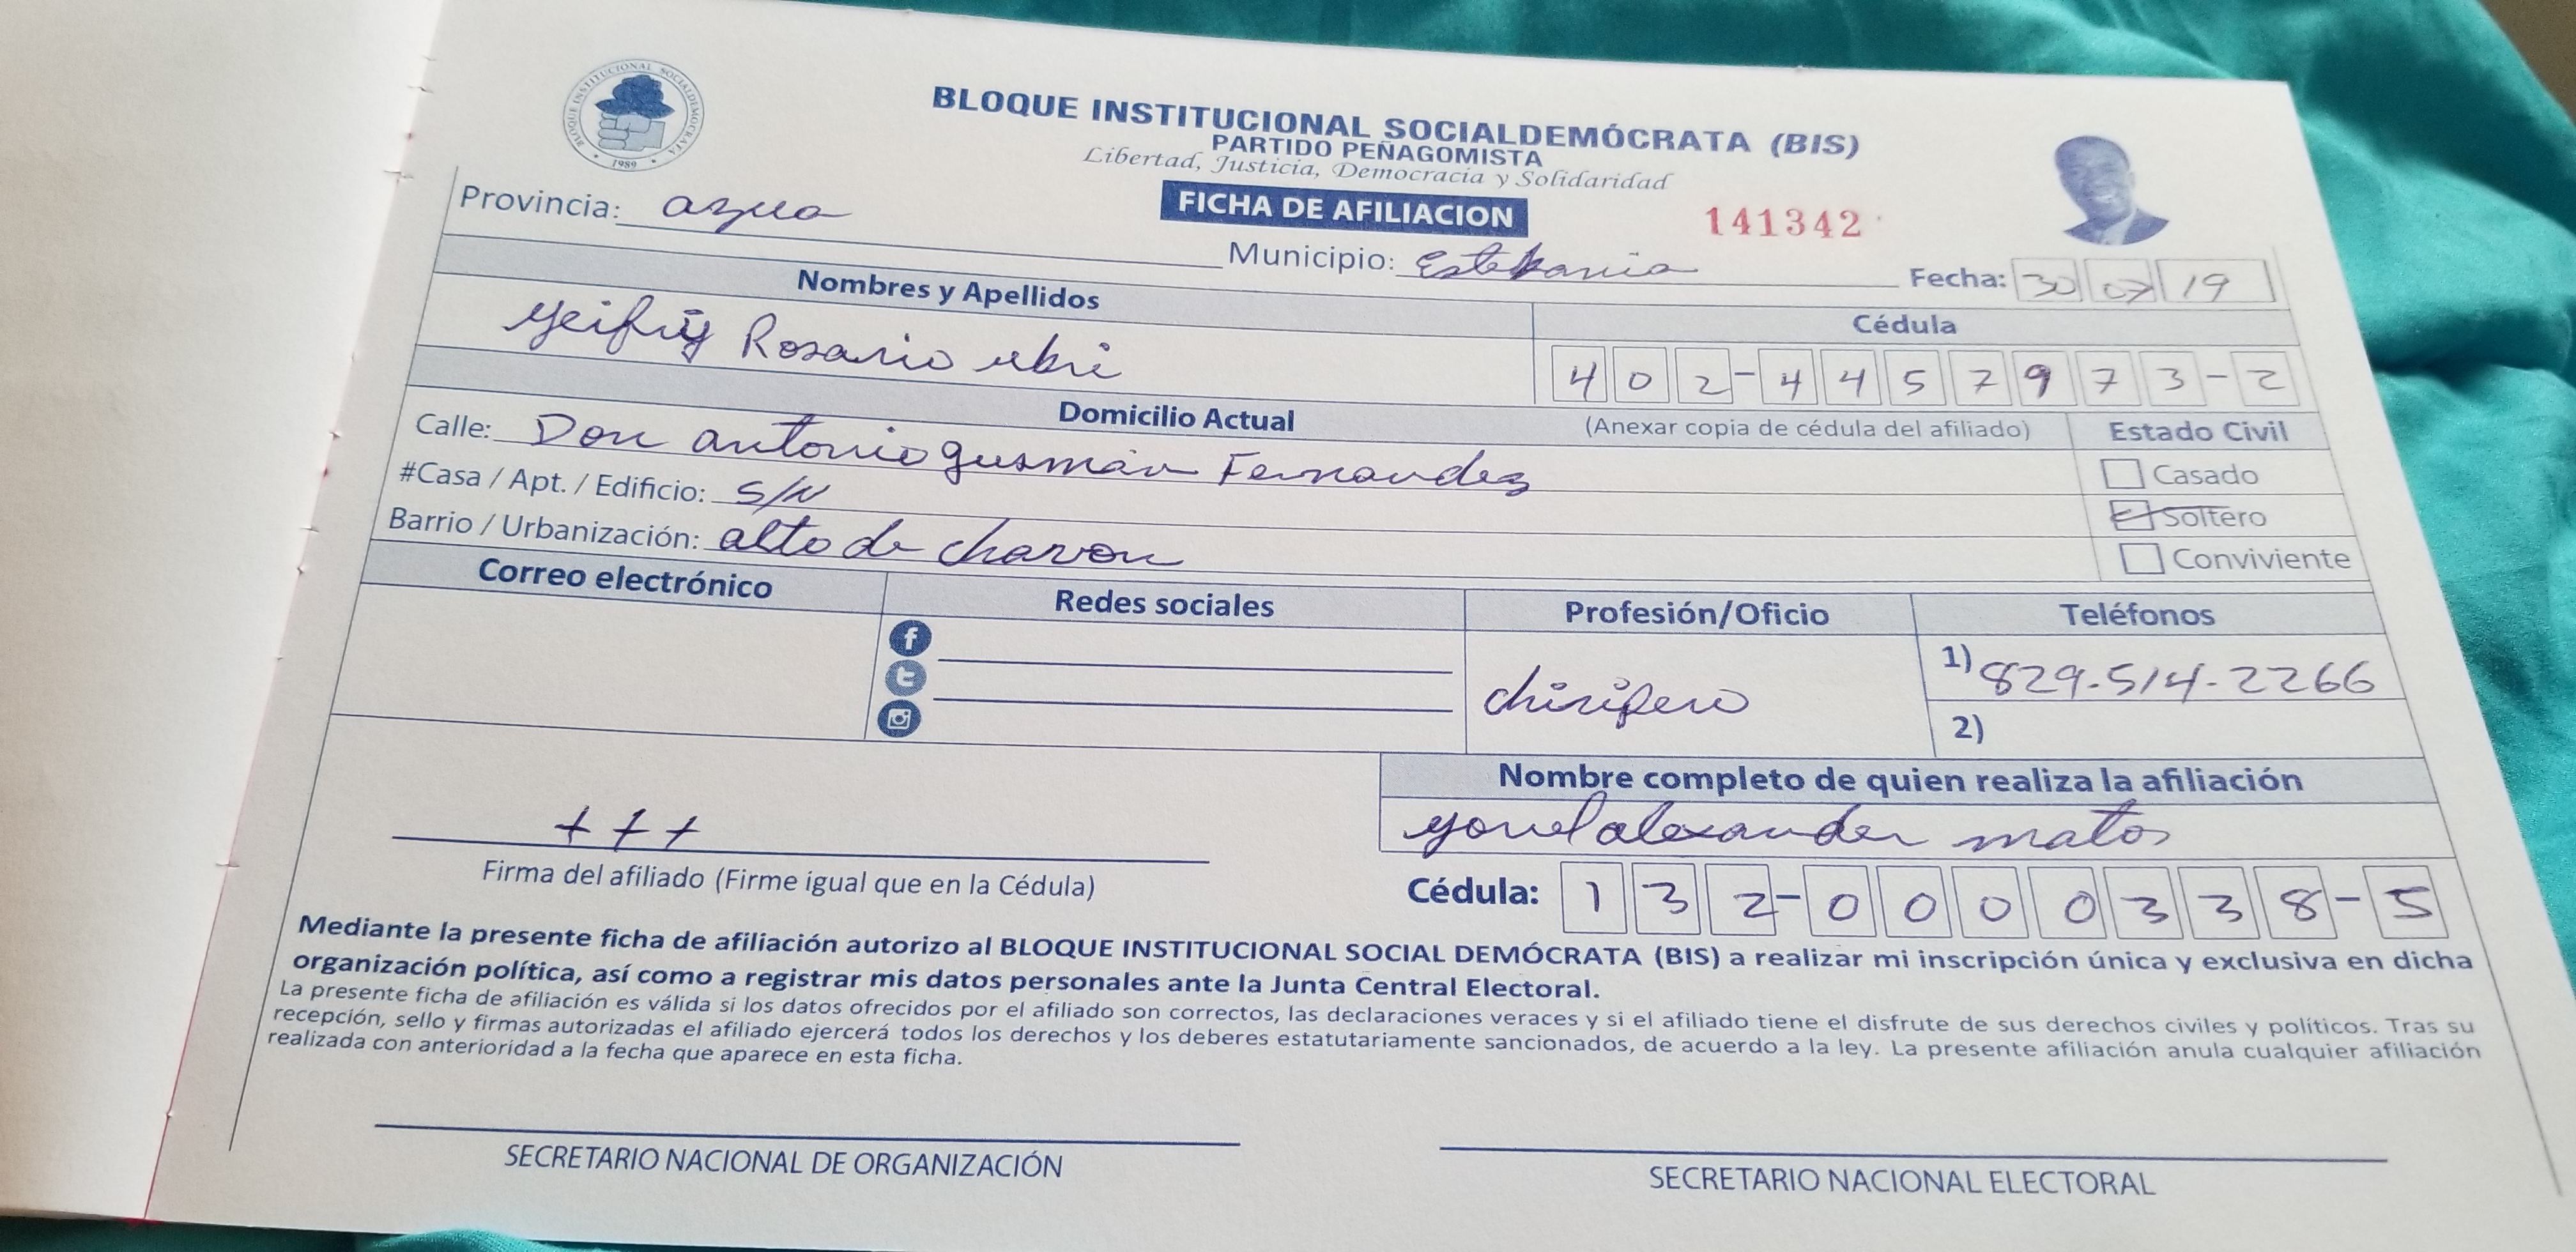 BLOQUE INSTITUCIONAL SOCIALDEMÓCRATA
1989
BLOQUE INSTITUCIONAL SOCIALDEMÓCRATA (BIS)
PARTIDO PEÑAGOMISTA
Libertad, Justicia, Democracia y Solidaridad
FICHA DE AFILIACION
141342
Provincia: azua
Municipio: Estebania
Fecha: 30 07 19
Nombres y Apellidos
Rosario ubri
Cédula
402-4457973-2
Domicilio Actual
(Anexar copia de cédula del afiliado)
Estado Civil
Calle: Don antonio gusmán Fernandez
#Casa / Apt. / Edificio: S/N
Barrio / Urbanización: alto de chavon
Casado
Soltero
Conviviente
Correo electrónico
Redes sociales
Profesión/Oficio
Teléfonos
chiripero
1) 829-514-2266
2)
Nombre completo de quien realiza la afiliación
alexander matos
+ + +
Firma del afiliado (Firme igual que en la Cédula)
Cédula: 132-0000338-5
Mediante la presente ficha de afiliación autorizo al BLOQUE INSTITUCIONAL SOCIAL DEMÓCRATA (BIS) a realizar mi inscripción única y exclusiva en dicha
organización política, así como a registrar mis datos personales ante la Junta Central Electoral.
La presente ficha de afiliación es válida si los datos ofrecidos por el afiliado son correctos, las declaraciones veraces y si el afiliado tiene el disfrute de sus derechos civiles y políticos. Tras su
recepción, sello y firmas autorizadas el afiliado ejercerá todos los derechos y los deberes estatutariamente sancionados, de acuerdo a la ley. La presente afiliación anula cualquier afiliación
realizada con anterioridad a la fecha que aparece en esta ficha.
SECRETARIO NACIONAL DE ORGANIZACIÓN
SECRETARIO NACIONAL ELECTORAL